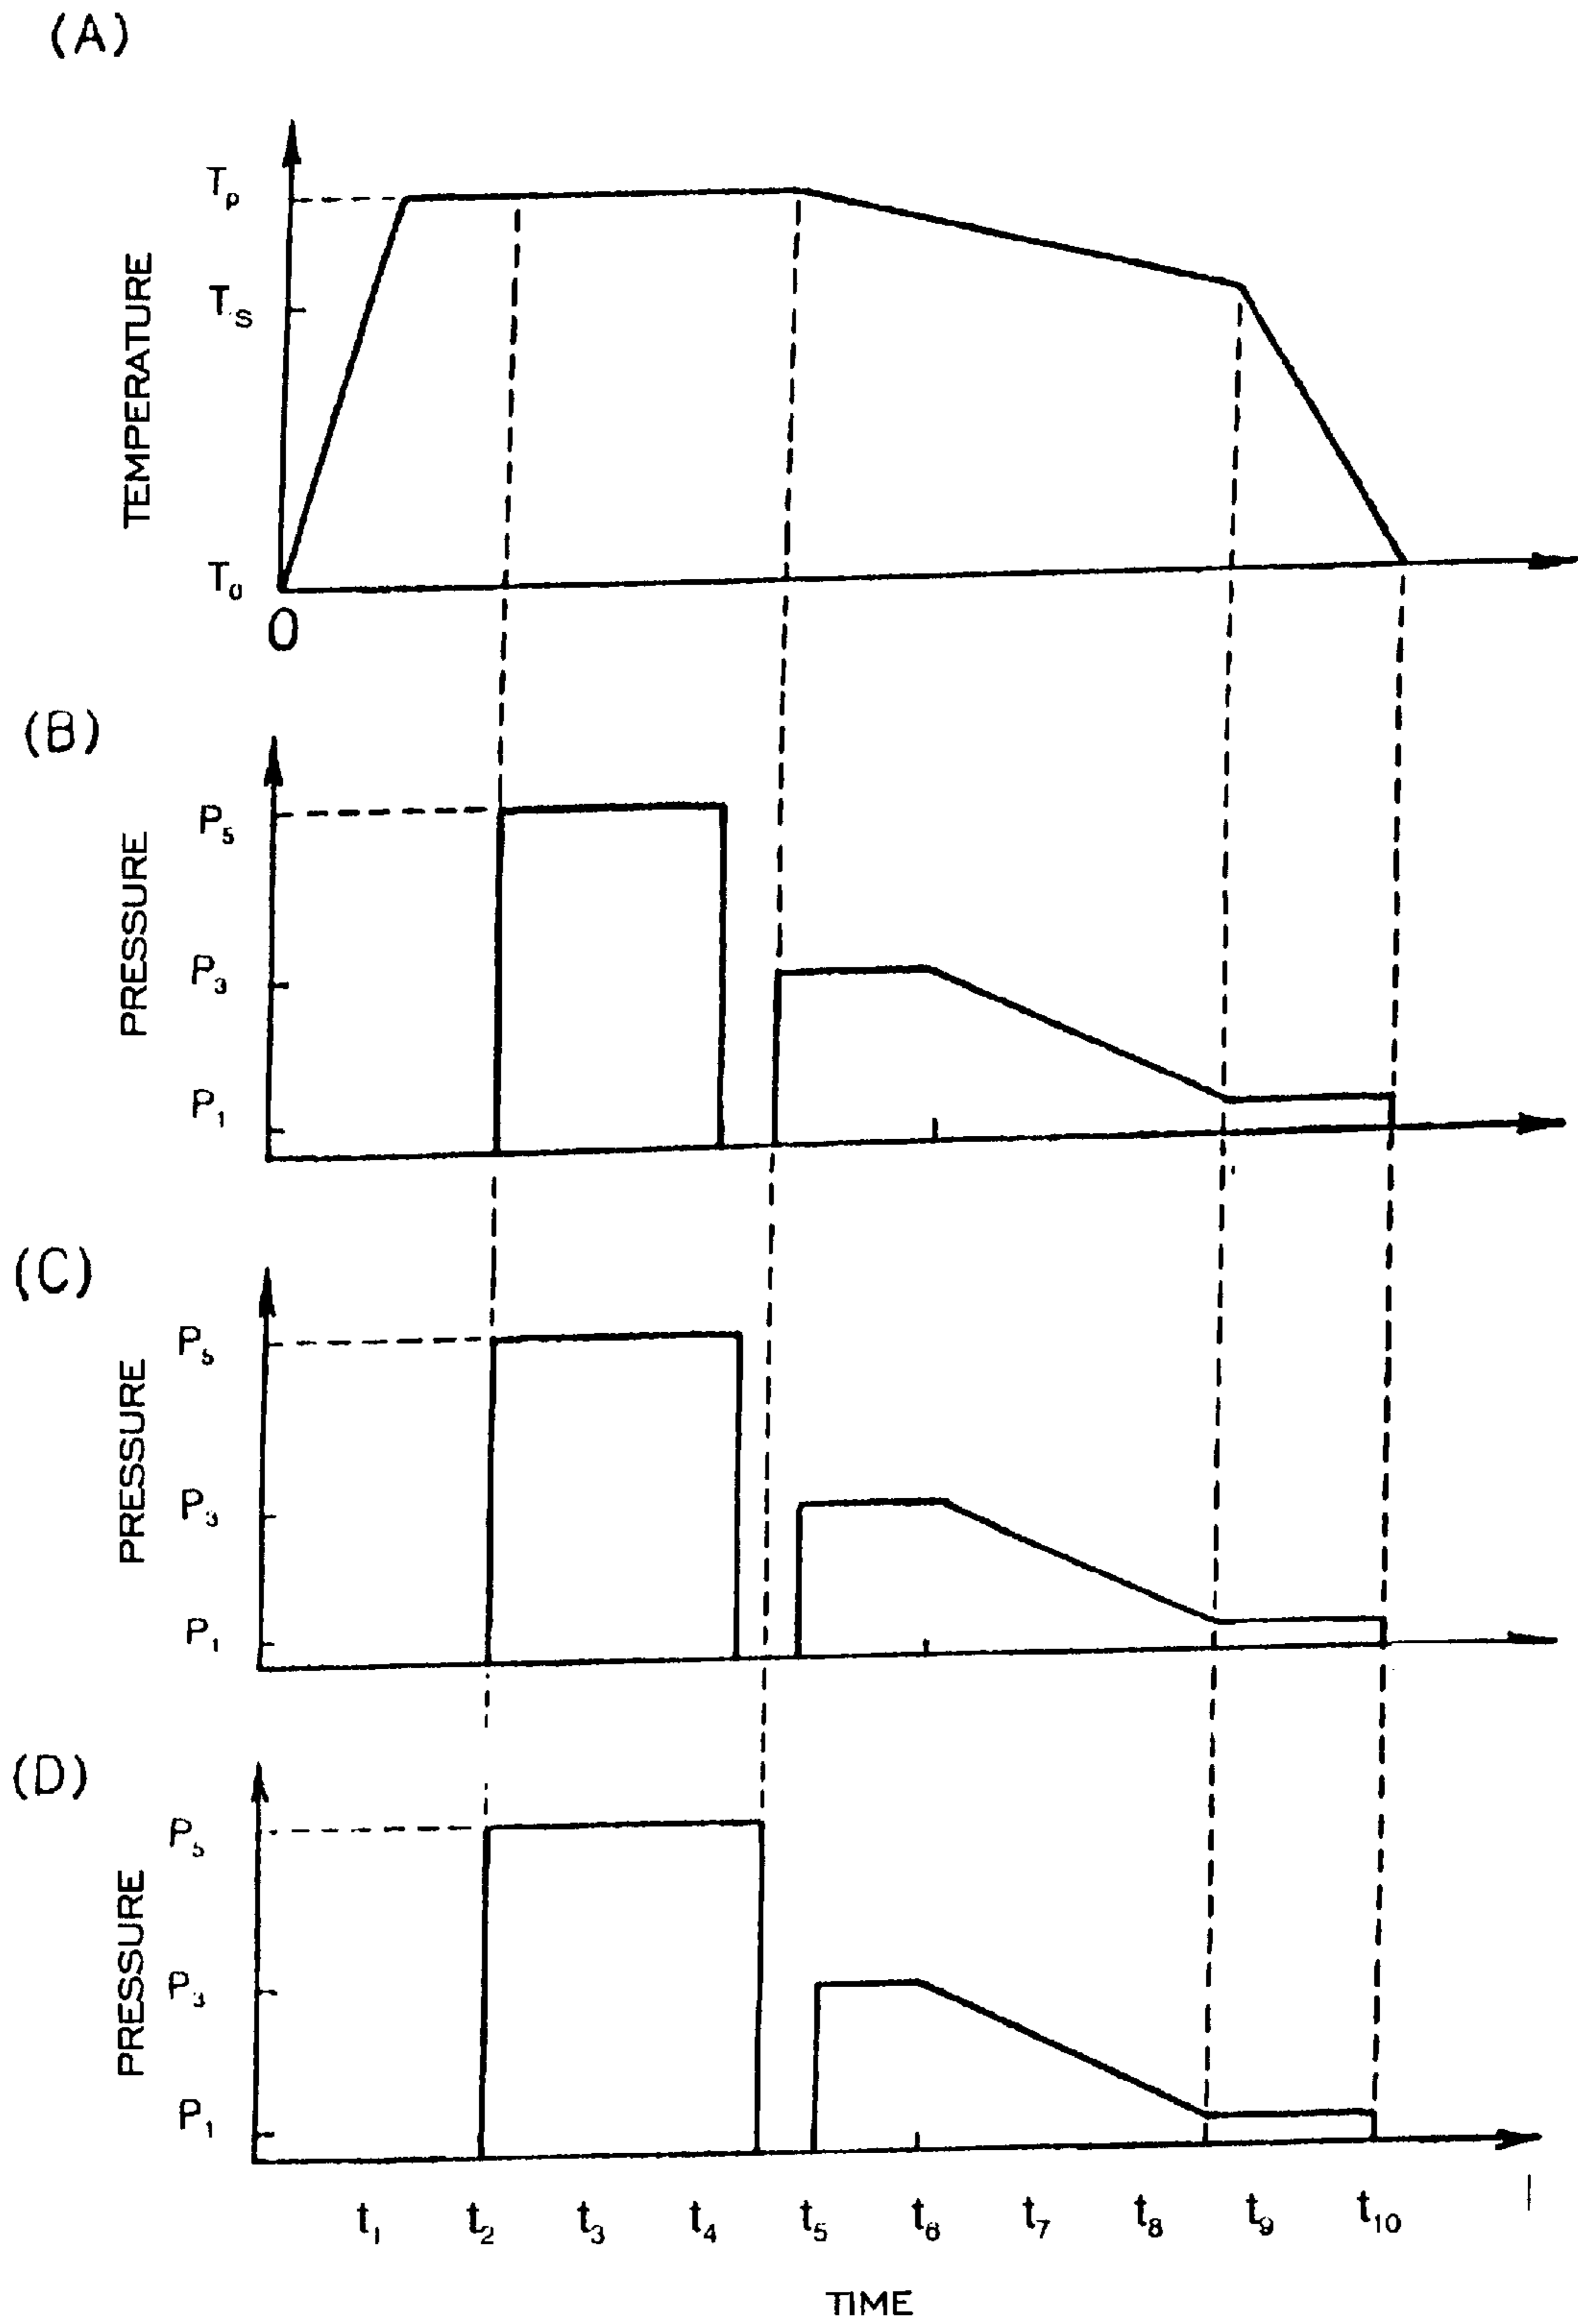 (A)
TEMPERATURE
Tp
TS
To
0
(B)
PRESSURE
P5
P3
P1
(C)
PRESSURE
P5
P3
P1
(D)
PRESSURE
P5
P3
P1
t1 t2 t3 t4 t5 t6 t7 t8 t9 t10
TIME